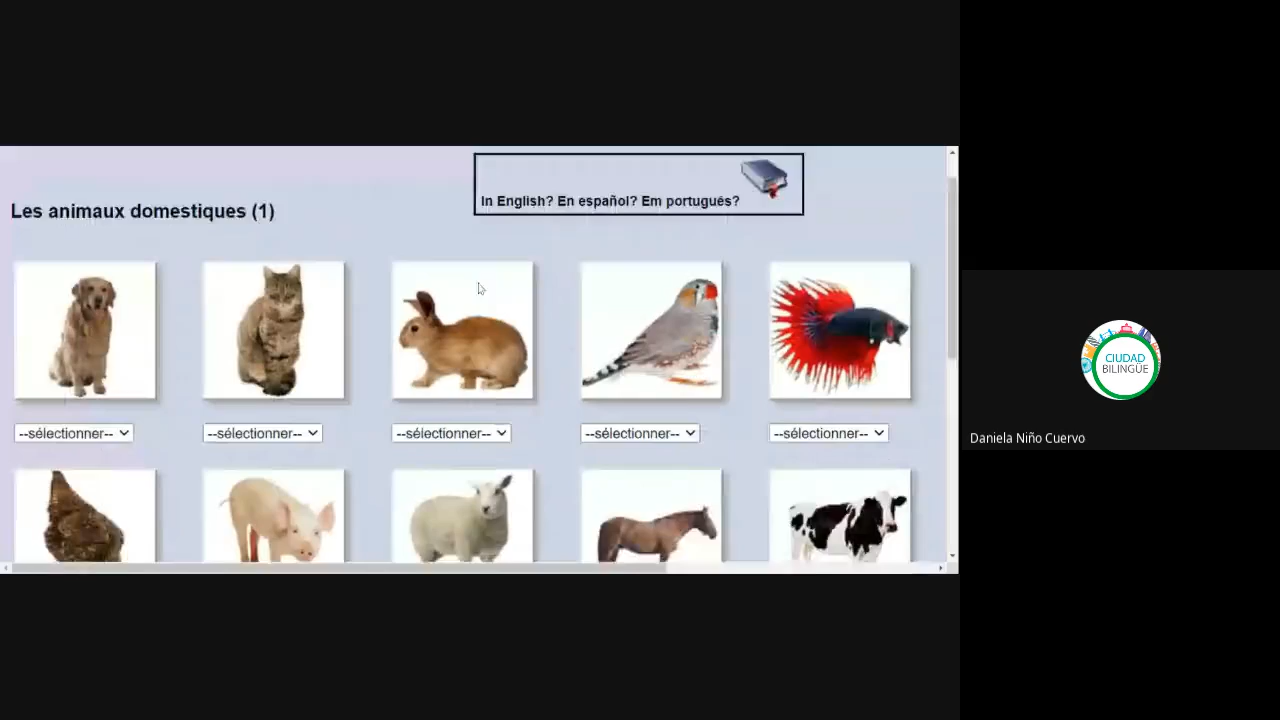 In English? En español? Em portugués?
Les animaux domestiques (1)
--sélectionner--
--sélectionner--
--sélectionner--
--sélectionner--
--sélectionner--
CIUDAD
BILINGÜE
Daniela Niño Cuervo